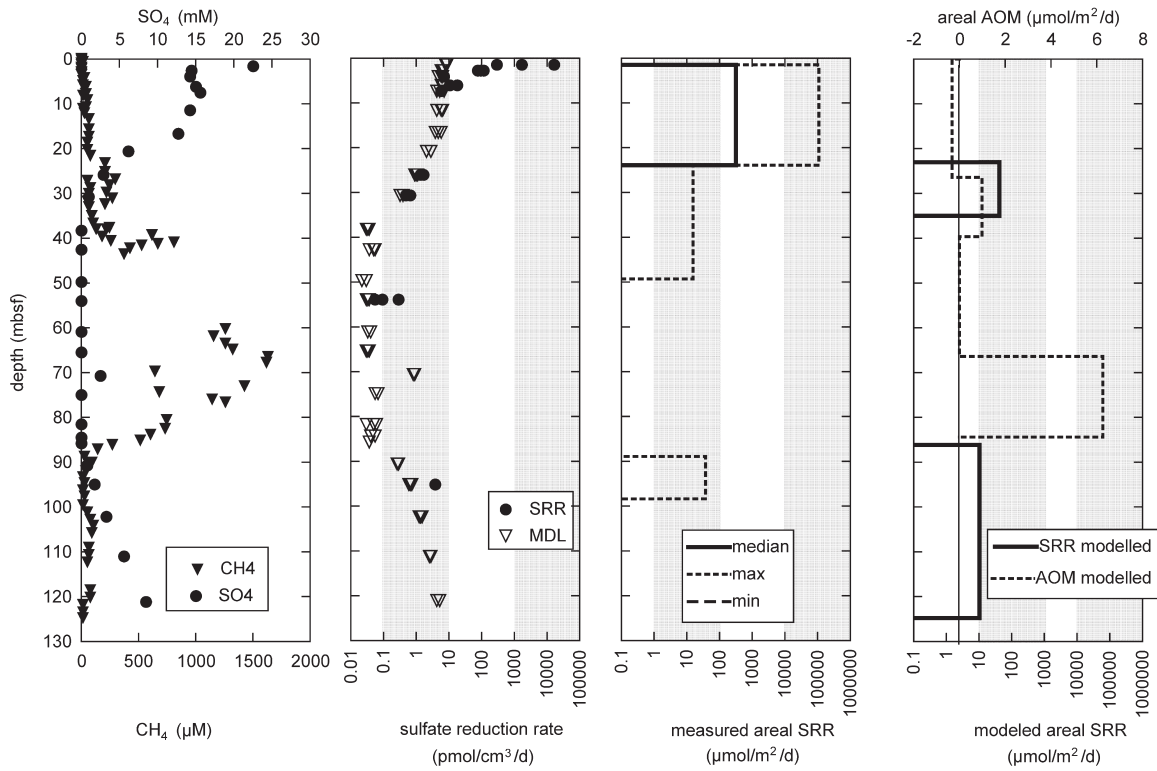 SO4 (mM)
0 5 10 15 20 25 30
areal AOM (µmol/m²/d)
-2 0 2 4 6 8
depth (mbsf)
0
10
20
30
40
50
60
70
80
90
100
110
120
130
CH4
SO4
SRR
MDL
median
max
min
SRR modelled
AOM modelled
0 500 1000 1500 2000
0.01 0.1 1 10 100 1000 10000 100000 1000000
0.1 1 10 100 1000 10000 100000 1000000
0.1 1 10 100 1000 10000 100000 1000000
CH4 (µM)
sulfate reduction rate
(pmol/cm³/d)
measured areal SRR
(µmol/m²/d)
modeled areal SRR
(µmol/m²/d)